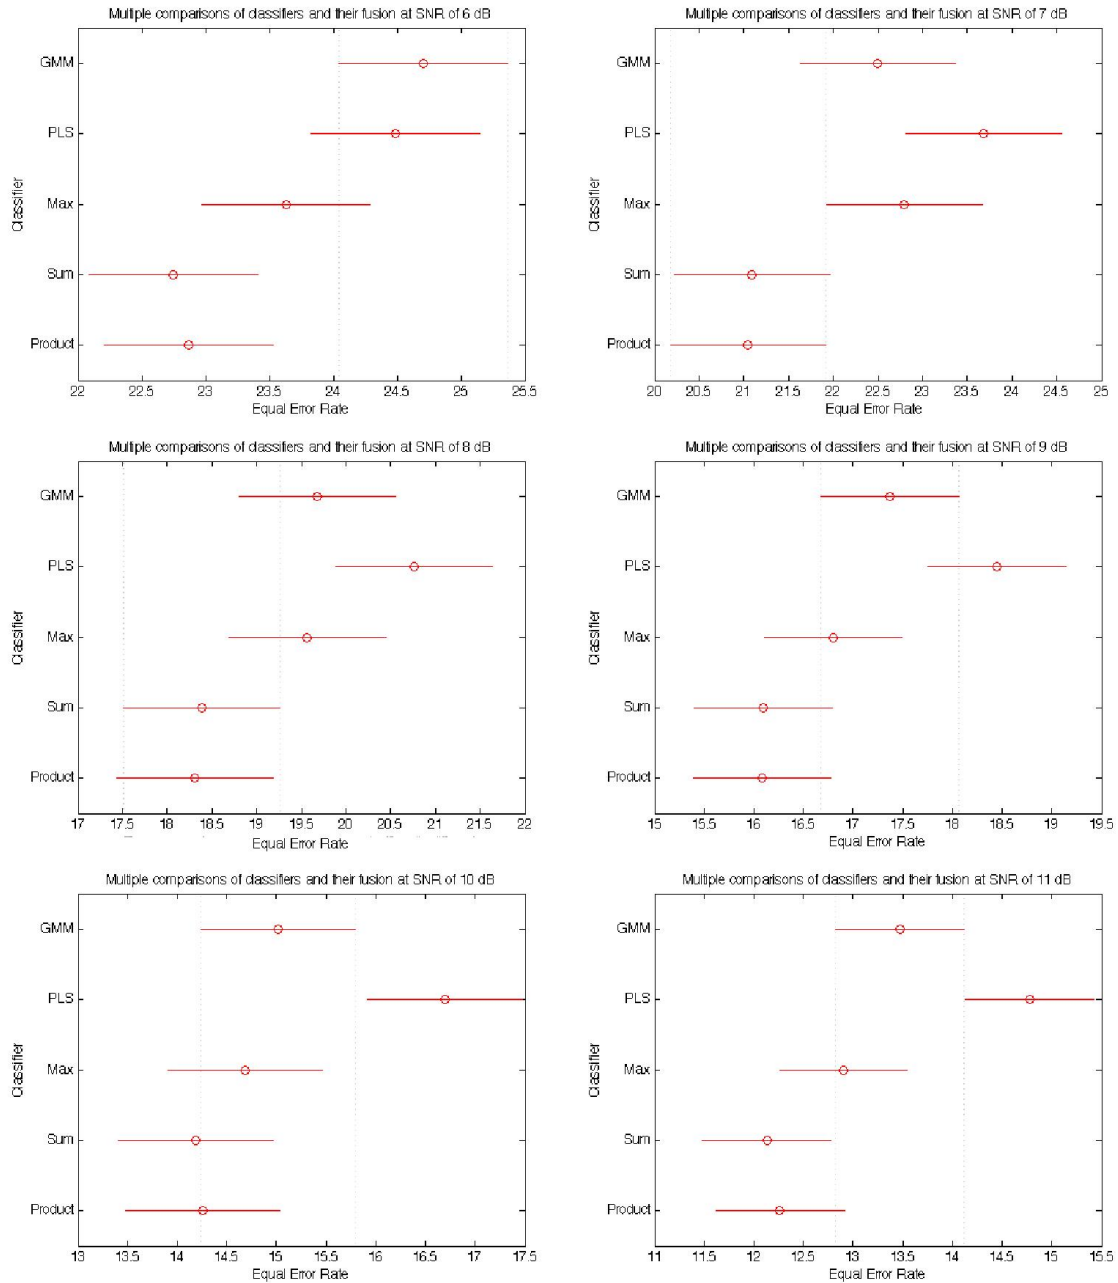 Multiple comparisons of classifiers and their fusion at SNR of 6 dB
GMM
PLS
Max
Sum
Product
Classifier
22 22.5 23 23.5 24 24.5 25 25.5
Equal Error Rate
Multiple comparisons of classifiers and their fusion at SNR of 7 dB
GMM
PLS
Max
Sum
Product
Classifier
20 20.5 21 21.5 22 22.5 23 23.5 24 24.5 25
Equal Error Rate
Multiple comparisons of classifiers and their fusion at SNR of 8 dB
GMM
PLS
Max
Sum
Product
Classifier
17 17.5 18 18.5 19 19.5 20 20.5 21 21.5 22
Equal Error Rate
Multiple comparisons of classifiers and their fusion at SNR of 9 dB
GMM
PLS
Max
Sum
Product
Classifier
15 15.5 16 16.5 17 17.5 18 18.5 19 19.5
Equal Error Rate
Multiple comparisons of classifiers and their fusion at SNR of 10 dB
GMM
PLS
Max
Sum
Product
Classifier
13 13.5 14 14.5 15 15.5 16 16.5 17 17.5
Equal Error Rate
Multiple comparisons of classifiers and their fusion at SNR of 11 dB
GMM
PLS
Max
Sum
Product
Classifier
11 11.5 12 12.5 13 13.5 14 14.5 15 15.5
Equal Error Rate